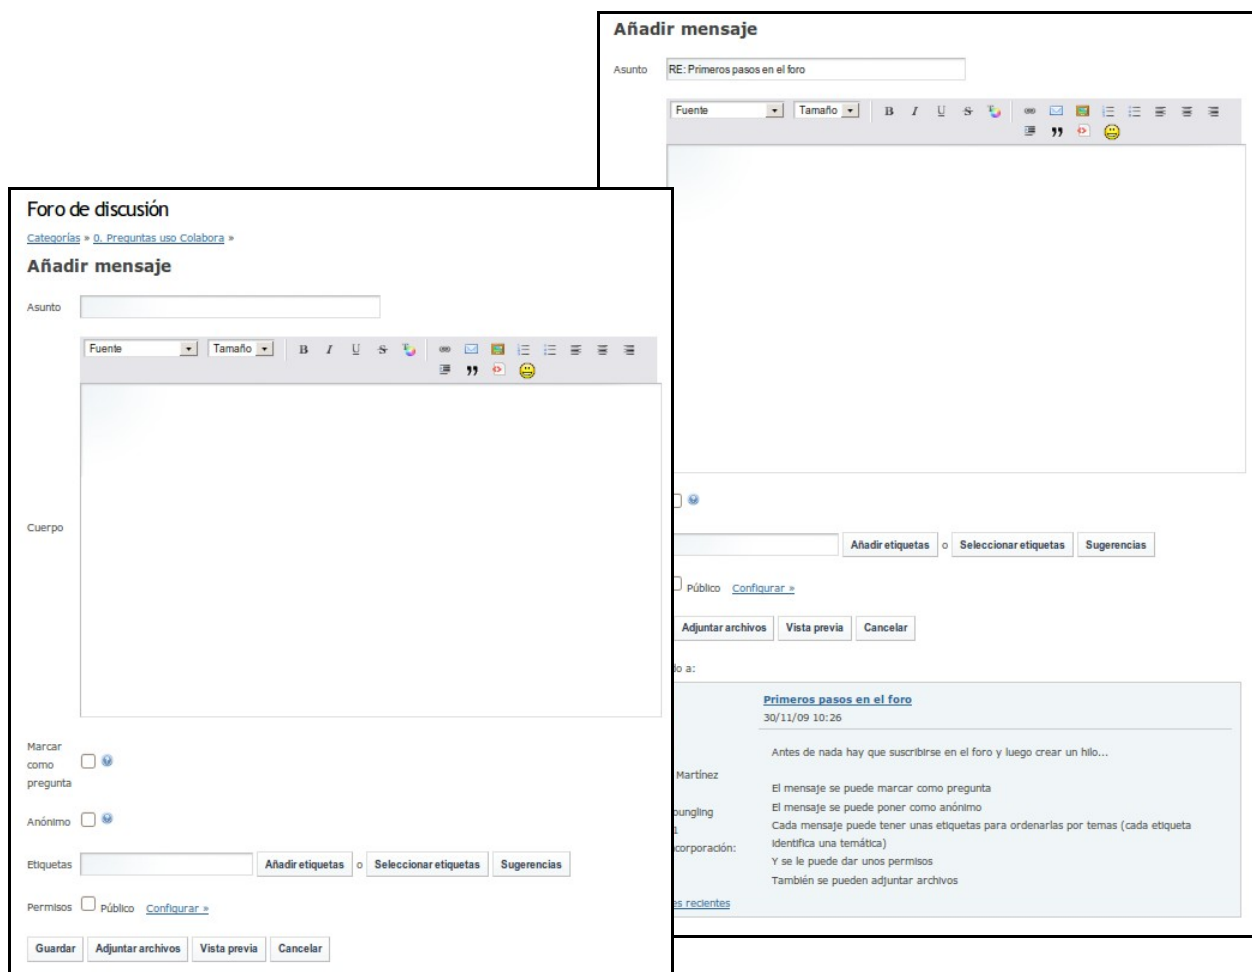 Añadir mensaje
Asunto RE: Primeros pasos en el foro
Fuente Tamaño B I U S
Público Configurar »
Añadir etiquetas o Seleccionar etiquetas Sugerencias
Adjuntar archivos Vista previa Cancelar
do a:
Primeros pasos en el foro
30/11/09 10:26
Antes de nada hay que suscribirse en el foro y luego crear un hilo...
Martínez
El mensaje se puede marcar como pregunta
El mensaje se puede poner como anónimo
oungling
Cada mensaje puede tener unas etiquetas para ordenarlas por temas (cada etiqueta
1
identifica una temática)
corporación:
Y se le puede dar unos permisos
También se pueden adjuntar archivos
es recientes
Foro de discusión
Categorías » 0. Preguntas uso Colabora »
Añadir mensaje
Asunto
Fuente Tamaño B I U S
Cuerpo
Marcar
como
pregunta
Anónimo
Etiquetas Añadir etiquetas o Seleccionar etiquetas Sugerencias
Permisos Público Configurar »
Guardar Adjuntar archivos Vista previa Cancelar